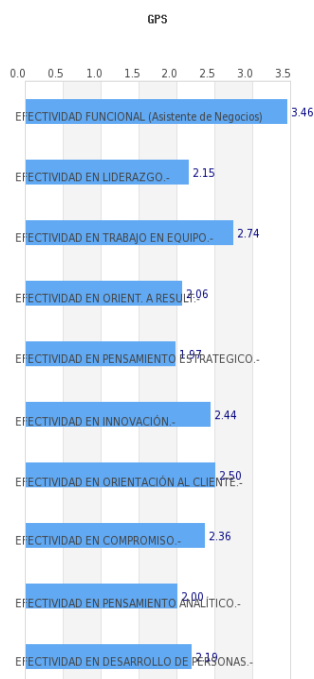 GPS
0.0 0.5 1.0 1.5 2.0 2.5 3.0 3.5
EFECTIVIDAD FUNCIONAL (Asistente de Negocios) 3.46
EFECTIVIDAD EN LIDERAZGO.- 2.15
EFECTIVIDAD EN TRABAJO EN EQUIPO.- 2.74
EFECTIVIDAD EN ORIENT. A RESULT.- 2.06
EFECTIVIDAD EN PENSAMIENTO ESTRATEGICO.- 1.97
EFECTIVIDAD EN INNOVACIÓN.- 2.44
EFECTIVIDAD EN ORIENTACIÓN AL CLIENTE.- 2.50
EFECTIVIDAD EN COMPROMISO.- 2.36
EFECTIVIDAD EN PENSAMIENTO ANALÍTICO.- 2.00
EFECTIVIDAD EN DESARROLLO DE PERSONAS.- 2.19